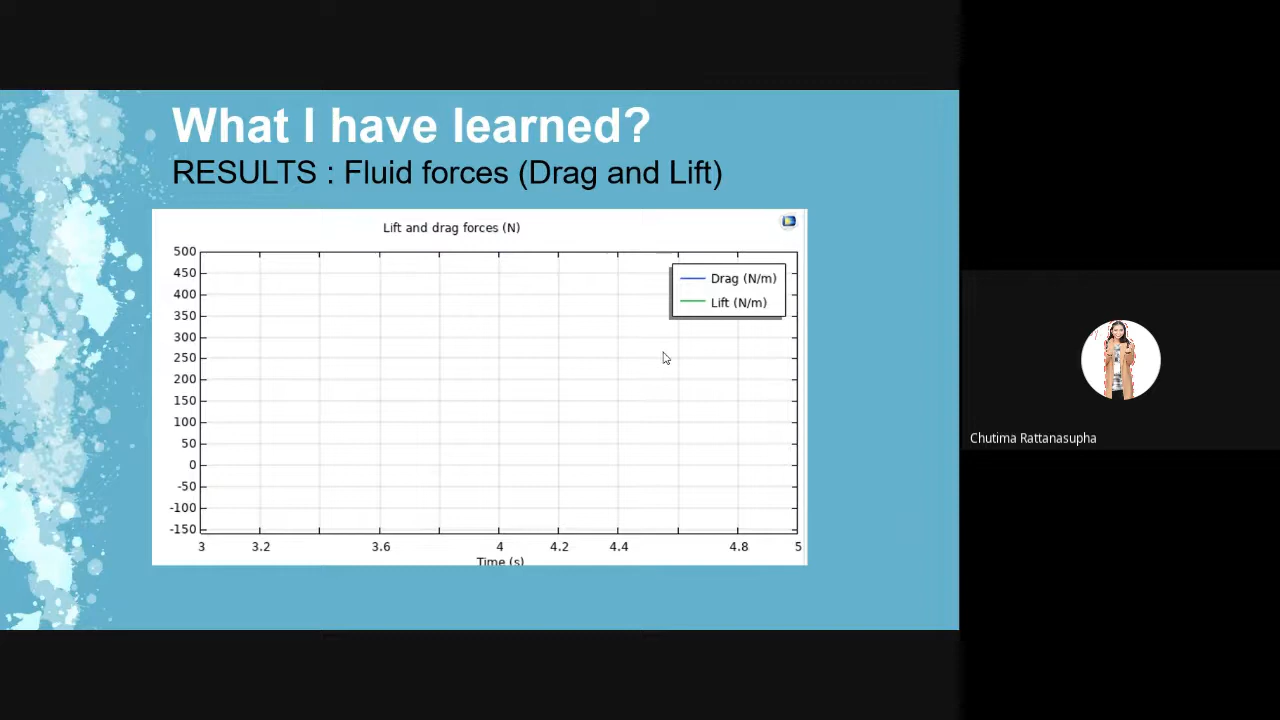 What I have learned?
RESULTS : Fluid forces (Drag and Lift)
Lift and drag forces (N)
500
450
400
350
300
250
200
150
100
50
0
-50
-100
-150
Drag (N/m)
Lift (N/m)
3 3.2 3.6 4 4.2 4.4 4.8 5
Time (s)
Chutima Rattanasupha